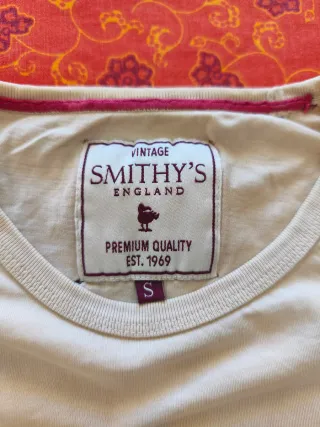 VINTAGE
SMITHY'S
ENGLAND
PREMIUM QUALITY
EST. 1969
S